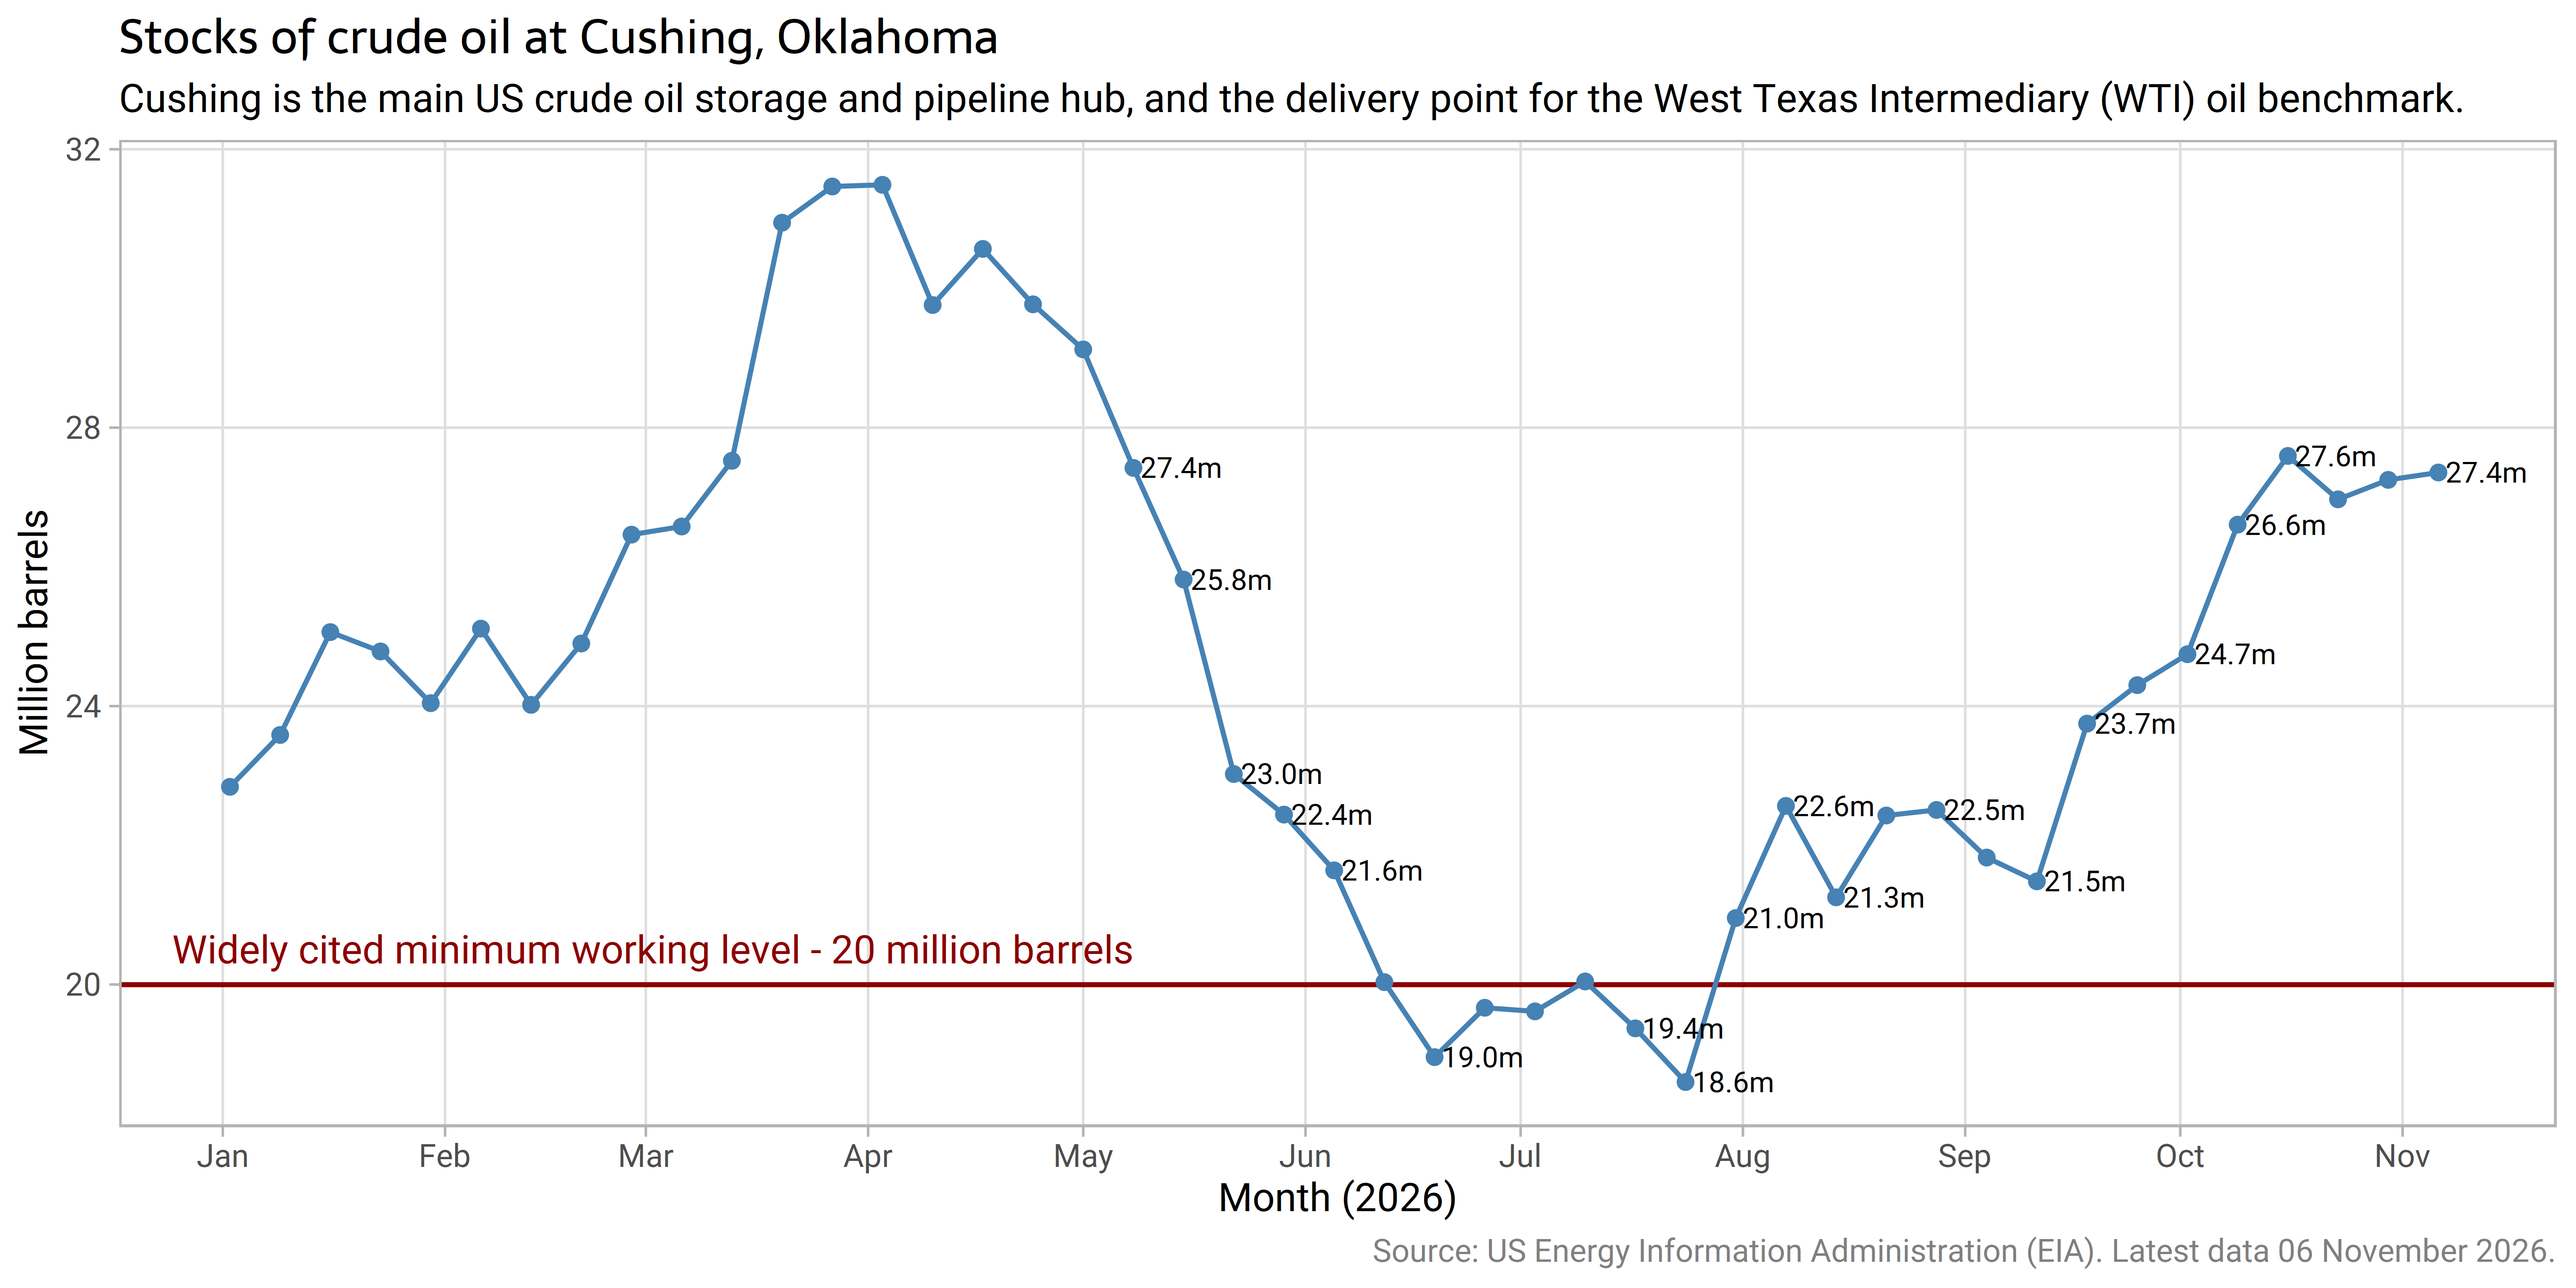 Stocks of crude oil at Cushing, Oklahoma
Cushing is the main US crude oil storage and pipeline hub, and the delivery point for the West Texas Intermediary (WTI) oil benchmark.
Million barrels
32
28
24
20
27.4m
25.8m
23.0m
22.4m
21.6m
19.0m
19.4m
18.6m
21.0m
22.6m
21.3m
22.5m
21.5m
23.7m
24.7m
26.6m
27.6m
27.4m
Widely cited minimum working level - 20 million barrels
Jan Feb Mar Apr May Jun Jul Aug Sep Oct Nov
Month (2026)
Source: US Energy Information Administration (EIA). Latest data 06 November 2026.